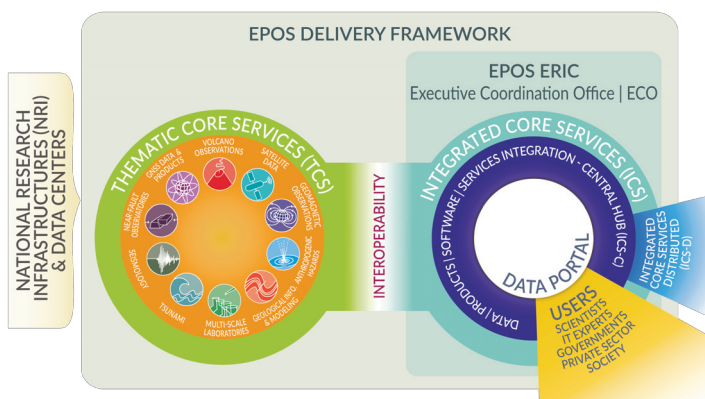 EPOS DELIVERY FRAMEWORK
NATIONAL RESEARCH
INFRASTRUCTURES (NRI)
& DATA CENTERS
THEMATIC CORE SERVICES (TCS)
VOLCANO
OBSERVATIONS
SATELLITE
DATA
GEOMAGNETIC
OBSERVATIONS
ANTHROPOGENIC
HAZARDS
GEOLOGICAL INFO.
& MODELING
MULTI-SCALE
LABORATORIES
TSUNAMI
SEISMOLOGY
NEAR-FAULT
OBSERVATORIES
GNSS DATA &
PRODUCTS
INTEROPERABILITY
EPOS ERIC
Executive Coordination Office | ECO
INTEGRATED CORE SERVICES (ICS)
DATA | PRODUCTS | SOFTWARE | SERVICES INTEGRATION - CENTRAL HUB (ICS-C)
DATA PORTAL
INTEGRATED
CORE SERVICES
DISTRIBUTED
(ICS-D)
USERS
SCIENTISTS
IT EXPERTS
GOVERNMENTS
PRIVATE SECTOR
SOCIETY